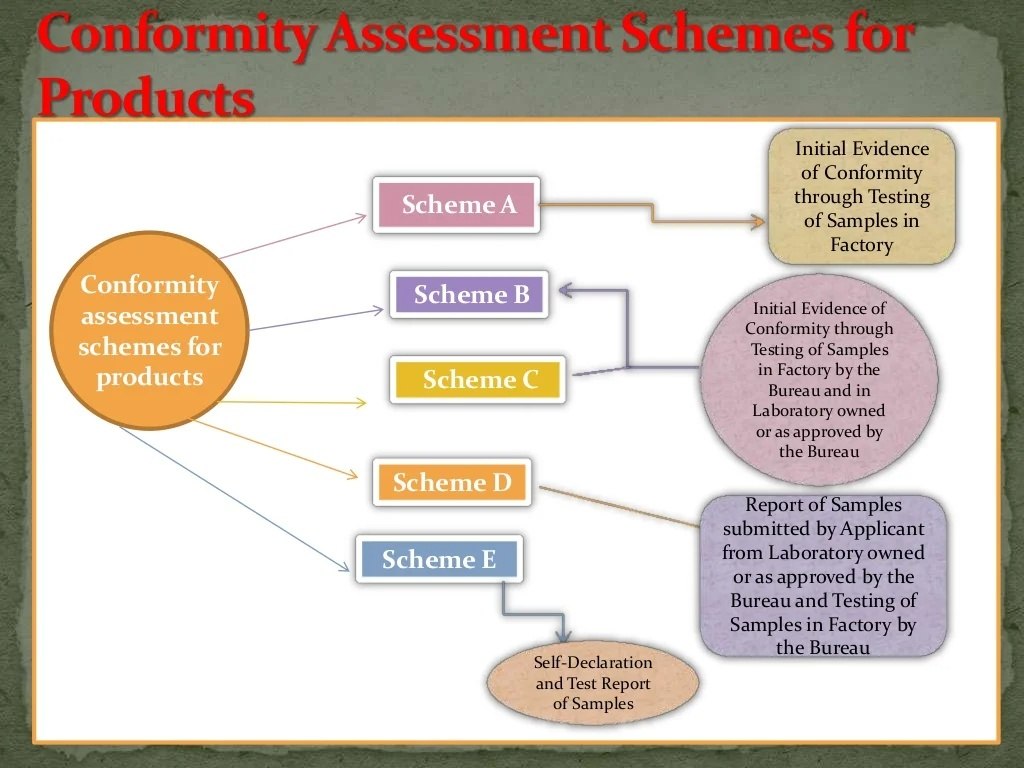 Conformity Assessment Schemes for
Products
Conformity
assessment
schemes for
products
Scheme A
Initial Evidence
of Conformity
through Testing
of Samples in
Factory
Scheme B
Scheme C
Initial Evidence of
Conformity through
Testing of Samples
in Factory by the
Bureau and in
Laboratory owned
or as approved by
the Bureau
Scheme D
Report of Samples
submitted by Applicant
from Laboratory owned
or as approved by the
Bureau and Testing of
Samples in Factory by
the Bureau
Scheme E
Self-Declaration
and Test Report
of Samples